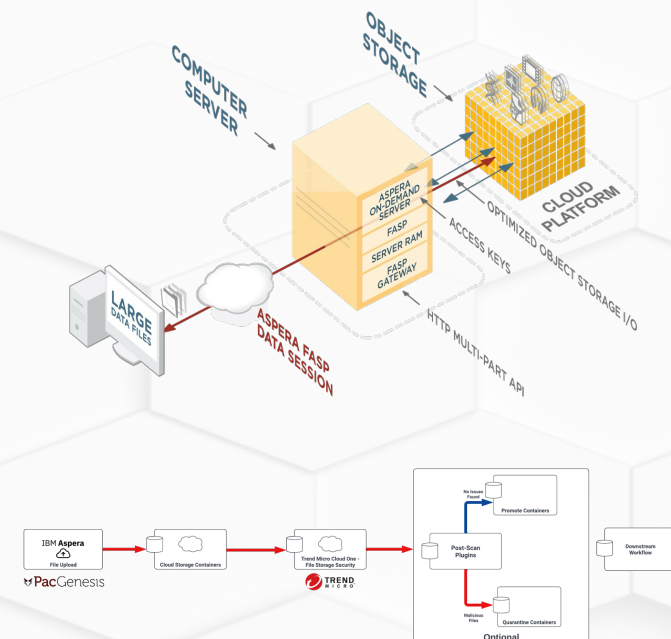 OBJECT
STORAGE
COMPUTER
SERVER
CLOUD
PLATFORM
ASPERA
ON-DEMAND
SERVER
FASP
SERVER RAM
FASP
GATEWAY
OPTIMIZED OBJECT STORAGE I/O
ACCESS KEYS
HTTP MULTI-PART API
LARGE
DATA FILES
ASPERA FASP
DATA SESSION
IBM Aspera
File Upload
PacGenesis
Cloud Storage Containers
Trend Micro Cloud One -
File Storage Security
TREND
MICRO
No Issues
Found
Promote Containers
Post-Scan
Plugins
Malicious
Files
Quarantine Containers
Optional
Downstream
Workflow